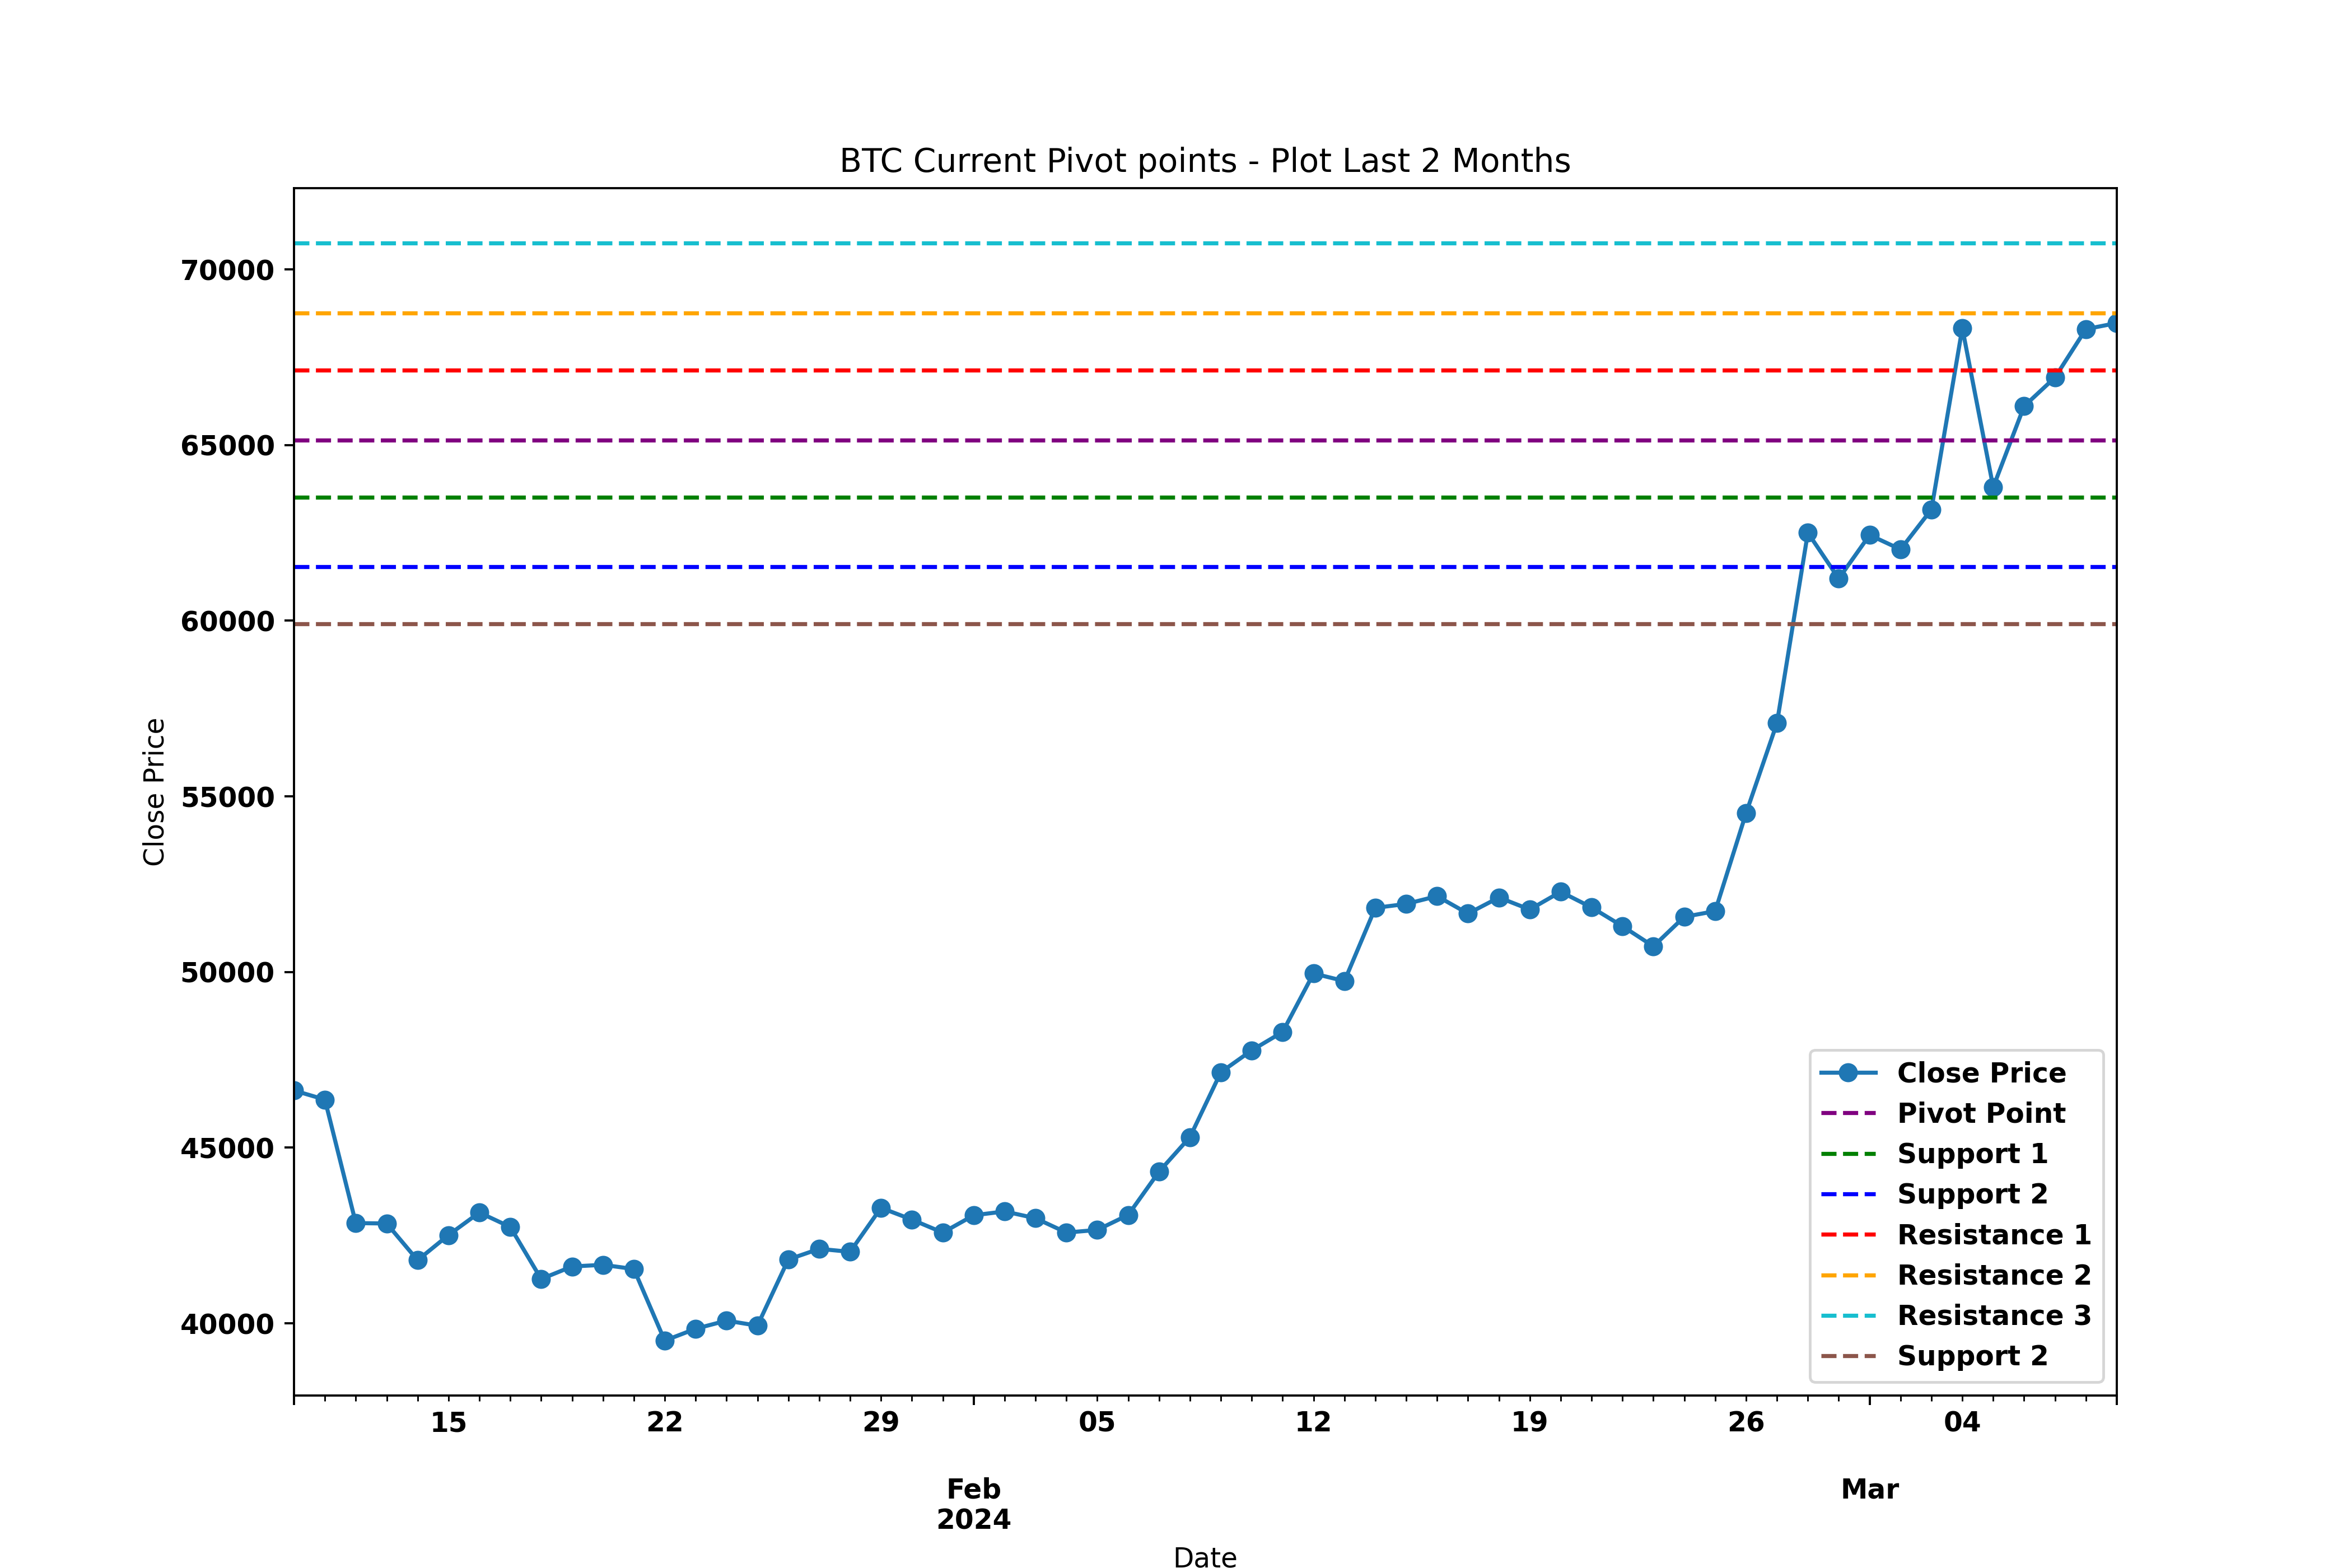 BTC Current Pivot points - Plot Last 2 Months
70000
65000
60000
55000
50000
45000
40000
Close Price
Close Price
Pivot Point
Support 1
Support 2
Resistance 1
Resistance 2
Resistance 3
Support 2
15 22 29 05 12 19 26 04
Feb Mar
2024
Date